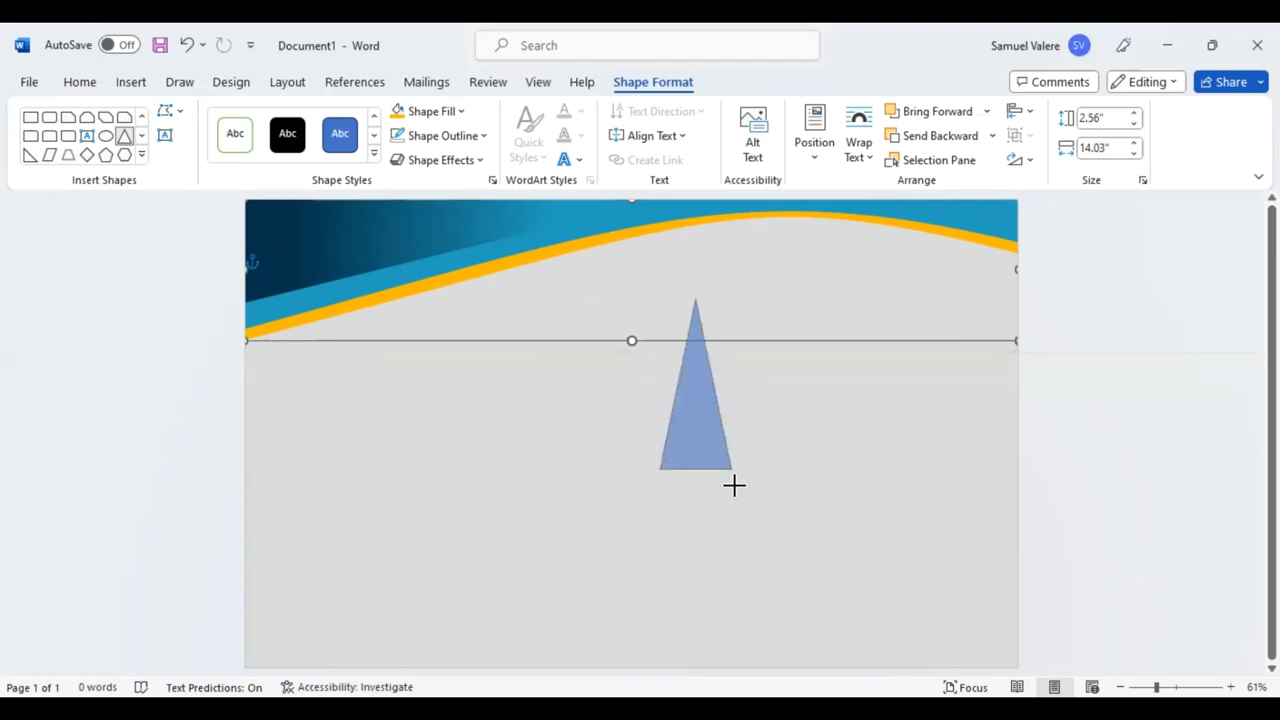 AutoSave Off Document1 - Word Search Samuel Valere SV
File Home Insert Draw Design Layout References Mailings Review View Help Shape Format Comments Editing Share
Abc Abc Abc Shape Fill Shape Outline Shape Effects
Quick Styles A A A
Text Direction Align Text Create Link
Alt Text
Position Wrap Text Bring Forward Send Backward Selection Pane
2.56"
14.03"
Insert Shapes Shape Styles WordArt Styles Text Accessibility Arrange Size
Page 1 of 1 0 words Text Predictions: On Accessibility: Investigate Focus 61%